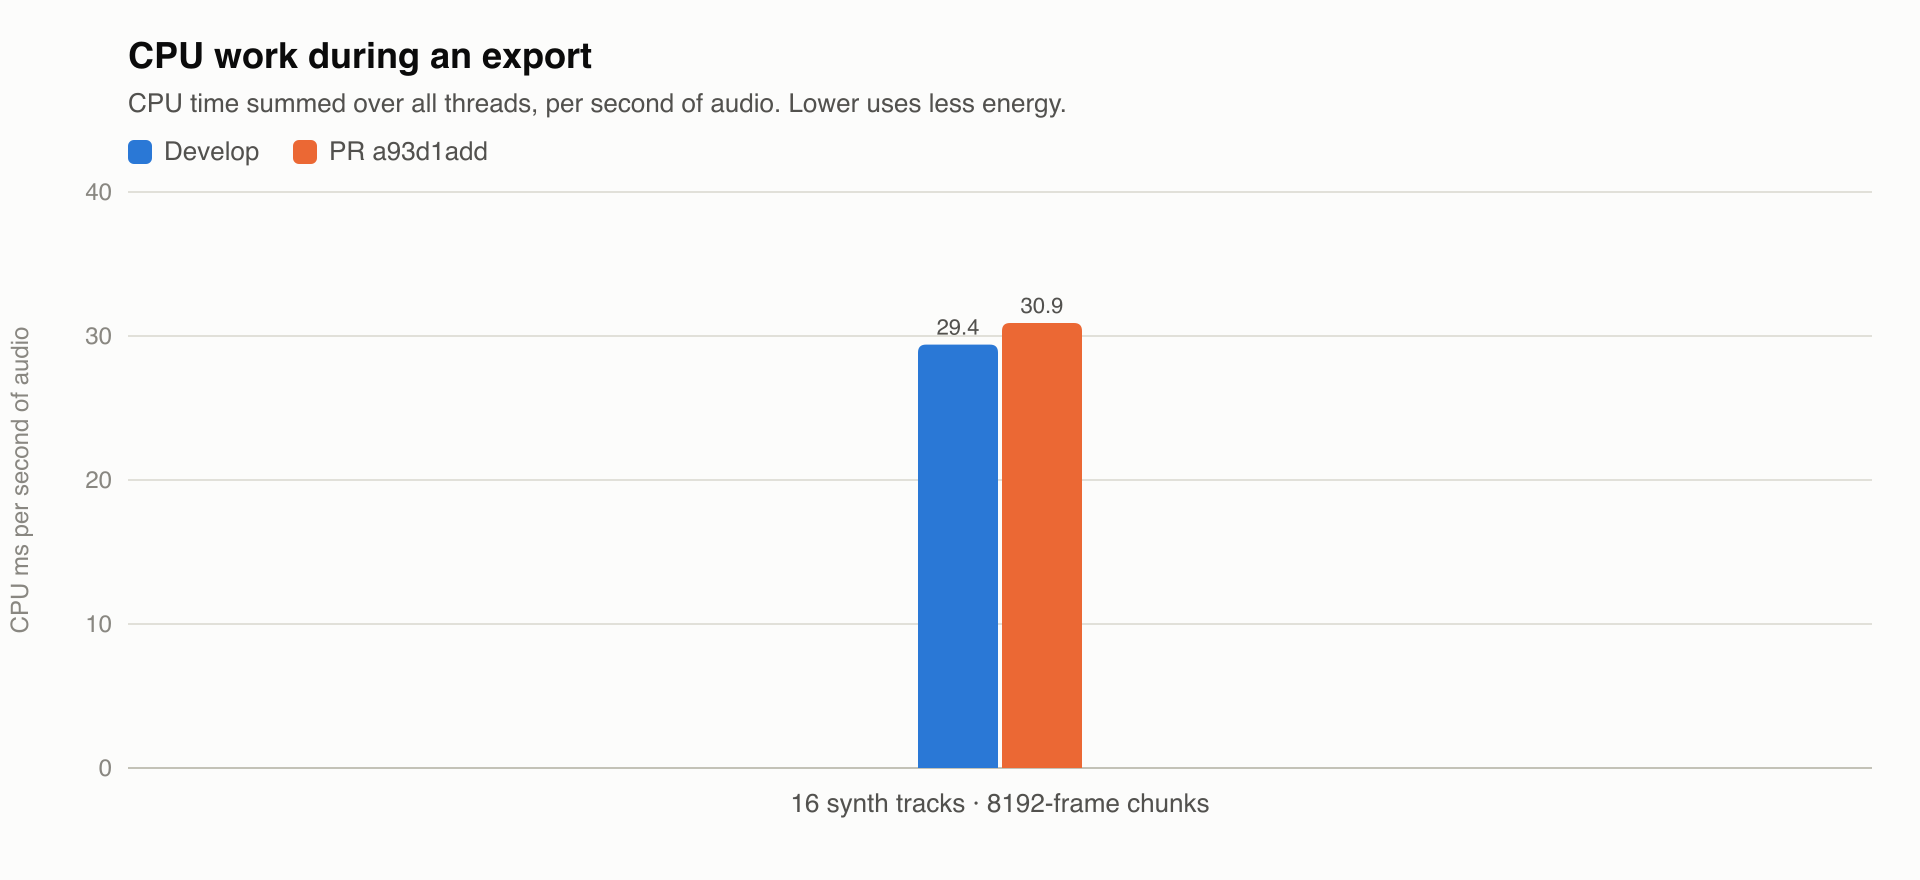 CPU work during an export
CPU time summed over all threads, per second of audio. Lower uses less energy.
Develop
PR a93d1add
CPU ms per second of audio
40
30
20
10
0
29.4
30.9
16 synth tracks · 8192-frame chunks